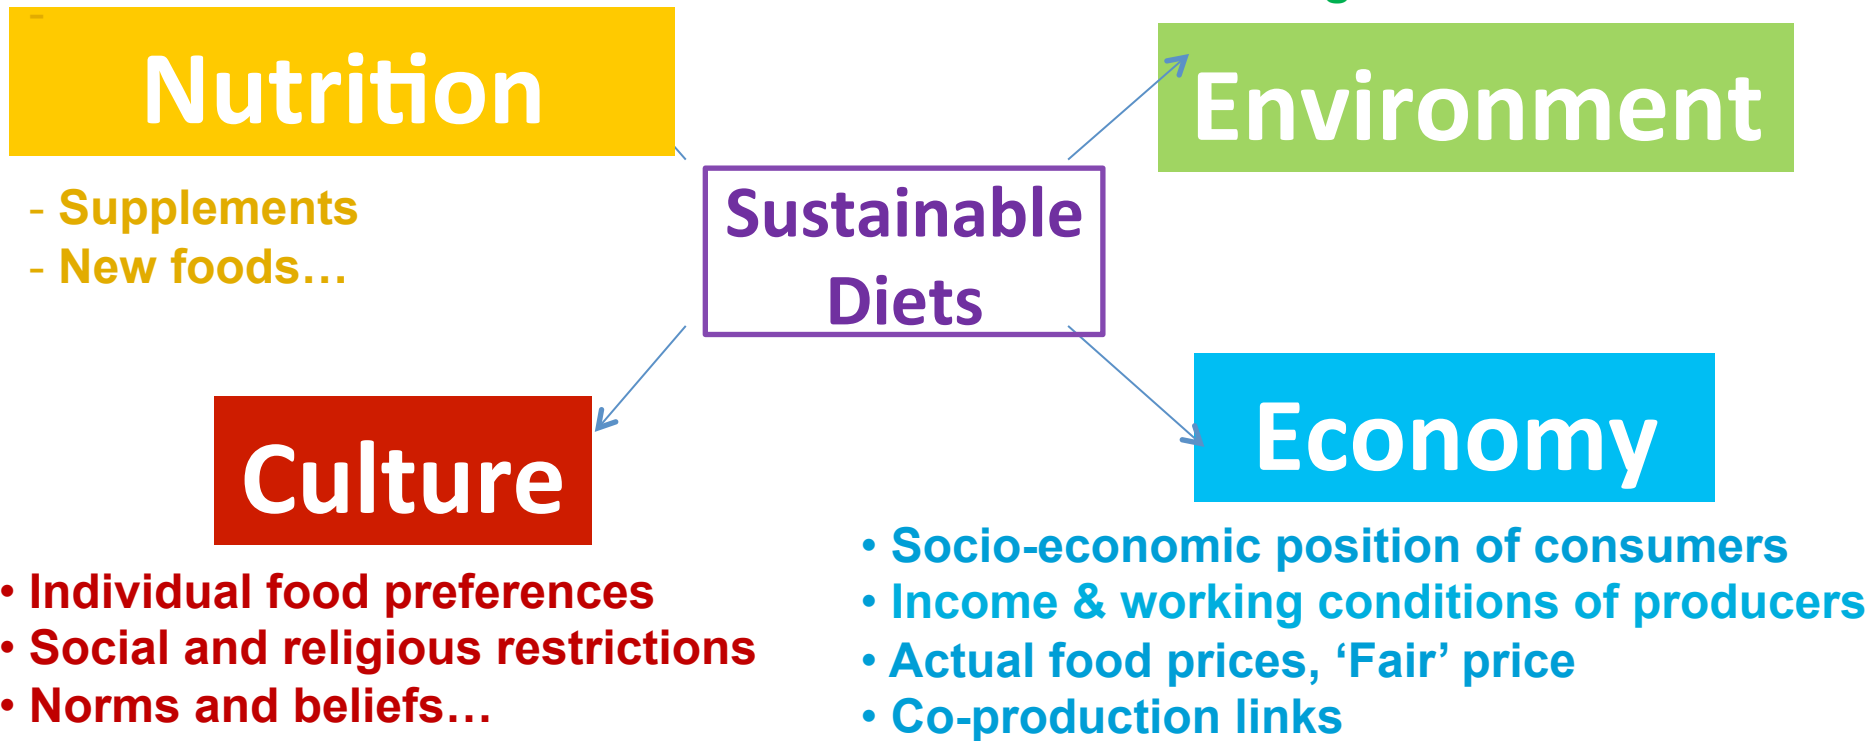 Nutrition
- Supplements
- New foods…
Environment
Sustainable
Diets
Culture
• Individual food preferences
• Social and religious restrictions
• Norms and beliefs…
Economy
• Socio-economic position of consumers
• Income & working conditions of producers
• Actual food prices, ‘Fair’ price
• Co-production links